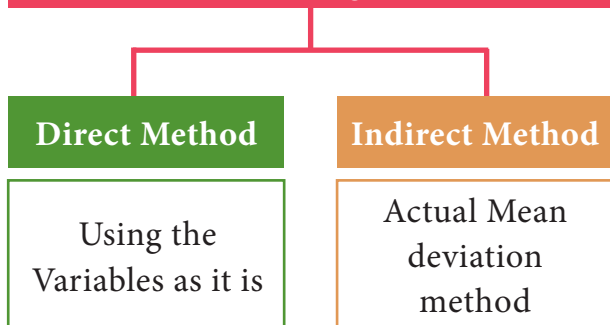 Direct Method
Indirect Method
Using the
Variables as it is
Actual Mean
deviation
method